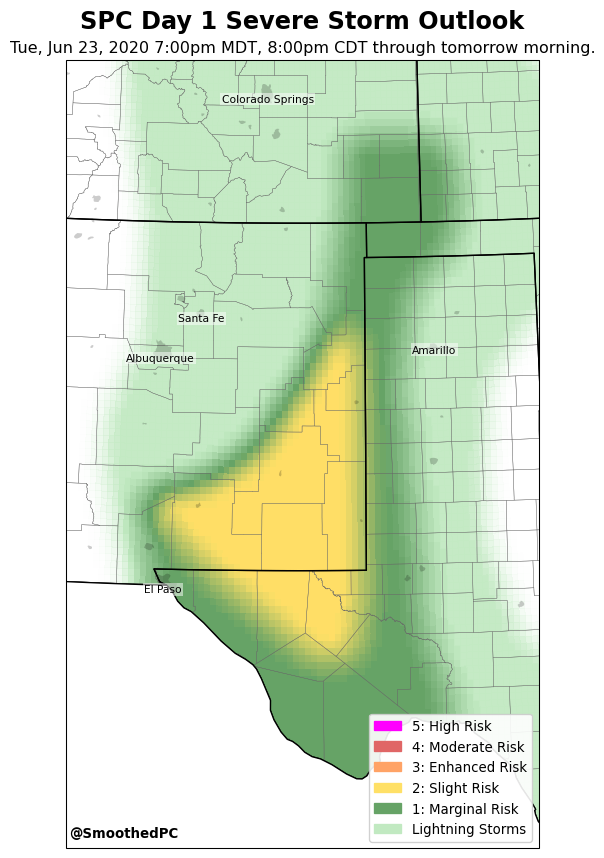 SPC Day 1 Severe Storm Outlook
Tue, Jun 23, 2020 7:00pm MDT, 8:00pm CDT through tomorrow morning.
Colorado Springs
Santa Fe
Albuquerque
Amarillo
El Paso
5: High Risk
4: Moderate Risk
3: Enhanced Risk
2: Slight Risk
1: Marginal Risk
Lightning Storms
@SmoothedPC